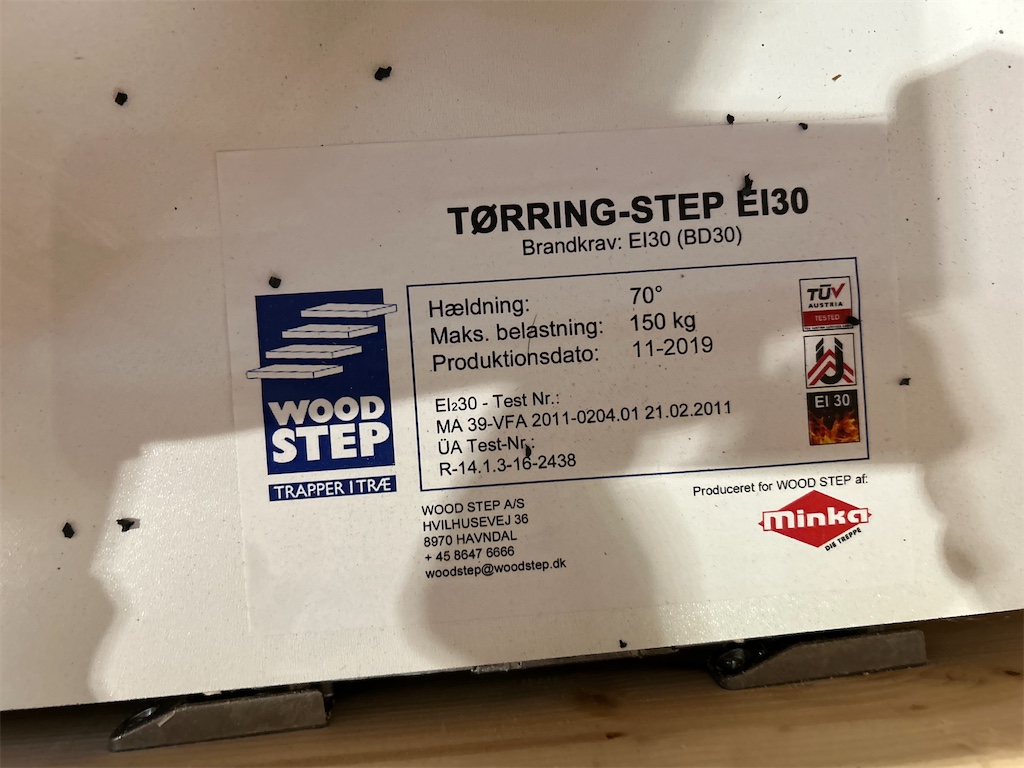 TØRRING-STEP EI30
Brandkrav: EI30 (BD30)
Hældning: 70°
Maks. belastning: 150 kg
Produktionsdato: 11-2019
EI₂30 - Test Nr.:
MA 39-VFA 2011-0204.01 21.02.2011
ÜA Test-Nr.:
R-14.1.3-16-2438
TÜV
AUSTRIA
TESTED
EI 30
WOOD
STEP
TRAPPER I TRÆ
WOOD STEP A/S
HVILHUSEVEJ 36
8970 HAVNDAL
+ 45 8647 6666
woodstep@woodstep.dk
Produceret for WOOD STEP af:
minka
DIE TREPPE